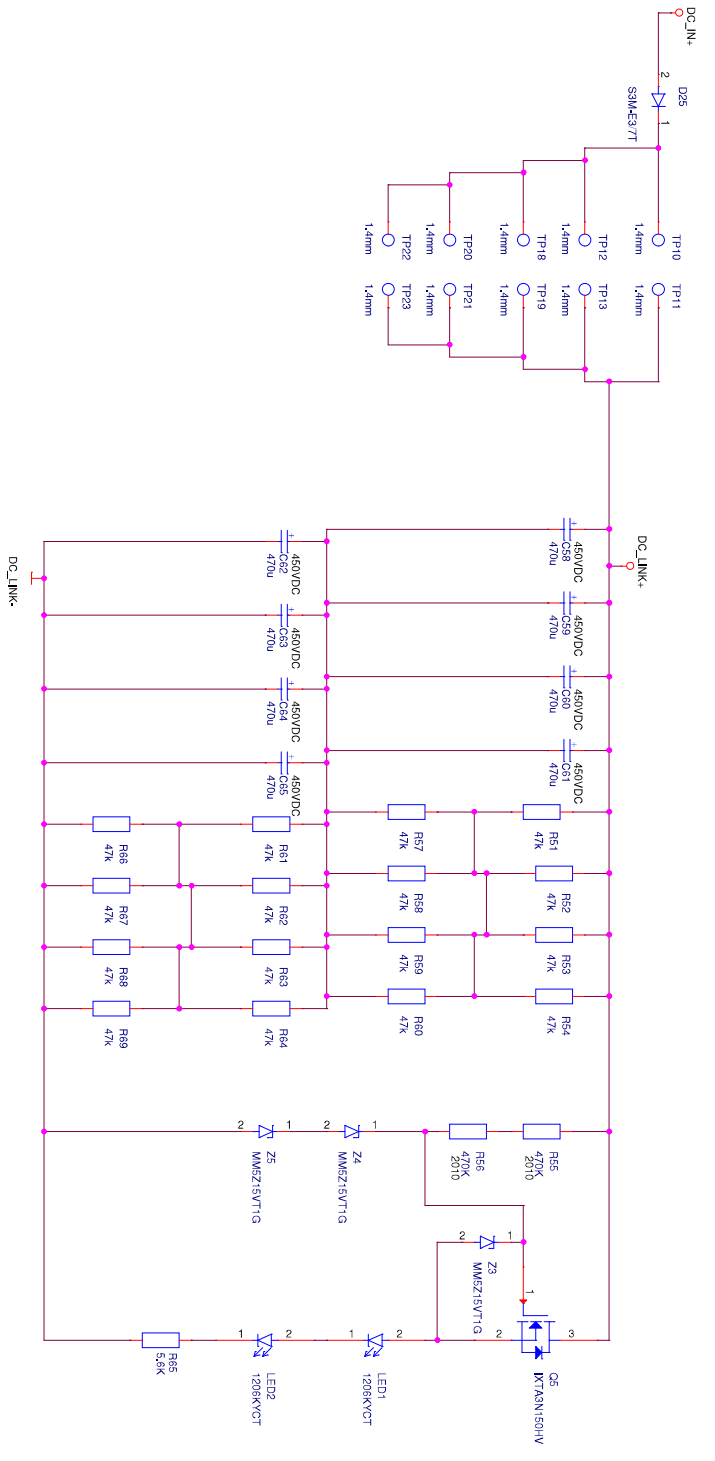 DC_IN+
2
1
D25
S3M-E3/7T
TP10
1.4mm
TP12
1.4mm
TP18
1.4mm
TP20
1.4mm
TP22
1.4mm
TP11
1.4mm
TP13
1.4mm
TP19
1.4mm
TP21
1.4mm
TP23
1.4mm
DC_LINK+
DC_LINK-
+
450VDC
C58
470u
+
450VDC
C59
470u
+
450VDC
C60
470u
+
450VDC
C61
470u
+
450VDC
C62
470u
+
450VDC
C63
470u
+
450VDC
C64
470u
+
450VDC
C65
470u
R51
47k
R52
47k
R53
47k
R54
47k
R57
47k
R58
47k
R59
47k
R60
47k
R61
47k
R62
47k
R63
47k
R64
47k
R66
47k
R67
47k
R68
47k
R69
47k
R55
470K
2010
R56
470K
2010
1
2
Z4
MM5Z15VT1G
1
2
Z5
MM5Z15VT1G
1
2
Z3
MM5Z15VT1G
1
2
3
Q5
IXTA3N150HV
2
1
LED1
1206KYCT
2
1
LED2
1206KYCT
R65
5.6K